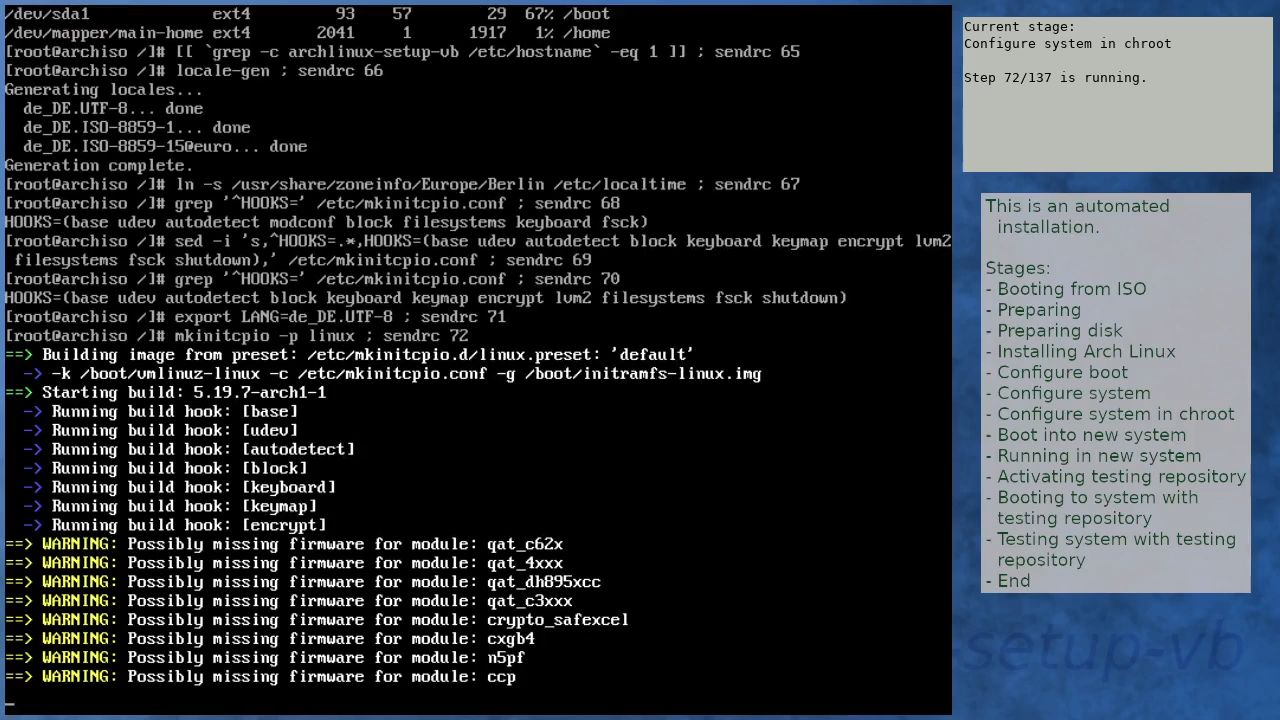 /dev/sda1             ext4         93    57        29  67% /boot
/dev/mapper/main-home ext4       2041     1      1917   1% /home
[root@archiso /]# [[ `grep -c archlinux-setup-vb /etc/hostname` -eq 1 ]] ; sendrc 65
[root@archiso /]# locale-gen ; sendrc 66
Generating locales...
  de_DE.UTF-8... done
  de_DE.ISO-8859-1... done
  de_DE.ISO-8859-15@euro... done
Generation complete.
[root@archiso /]# ln -s /usr/share/zoneinfo/Europe/Berlin /etc/localtime ; sendrc 67
[root@archiso /]# grep '^HOOKS=' /etc/mkinitcpio.conf ; sendrc 68
HOOKS=(base udev autodetect modconf block filesystems keyboard fsck)
[root@archiso /]# sed -i 's,^HOOKS=.*,HOOKS=(base udev autodetect block keyboard keymap encrypt lvm2
 filesystems fsck shutdown),' /etc/mkinitcpio.conf ; sendrc 69
[root@archiso /]# grep '^HOOKS=' /etc/mkinitcpio.conf ; sendrc 70
HOOKS=(base udev autodetect block keyboard keymap encrypt lvm2 filesystems fsck shutdown)
[root@archiso /]# export LANG=de_DE.UTF-8 ; sendrc 71
[root@archiso /]# mkinitcpio -p linux ; sendrc 72
==> Building image from preset: /etc/mkinitcpio.d/linux.preset: 'default'
  -> -k /boot/vmlinuz-linux -c /etc/mkinitcpio.conf -g /boot/initramfs-linux.img
==> Starting build: 5.19.7-arch1-1
  -> Running build hook: [base]
  -> Running build hook: [udev]
  -> Running build hook: [autodetect]
  -> Running build hook: [block]
  -> Running build hook: [keyboard]
  -> Running build hook: [keymap]
  -> Running build hook: [encrypt]
==> WARNING: Possibly missing firmware for module: qat_c62x
==> WARNING: Possibly missing firmware for module: qat_4xxx
==> WARNING: Possibly missing firmware for module: qat_dh895xcc
==> WARNING: Possibly missing firmware for module: qat_c3xxx
==> WARNING: Possibly missing firmware for module: crypto_safexcel
==> WARNING: Possibly missing firmware for module: cxgb4
==> WARNING: Possibly missing firmware for module: n5pf
==> WARNING: Possibly missing firmware for module: ccp
_
Current stage:
Configure system in chroot
Step 72/137 is running.
This is an automated
installation.
Stages:
- Booting from ISO
- Preparing
- Preparing disk
- Installing Arch Linux
- Configure boot
- Configure system
- Configure system in chroot
- Boot into new system
- Running in new system
- Activating testing repository
- Booting to system with
testing repository
- Testing system with testing
repository
- End
-setup-vb